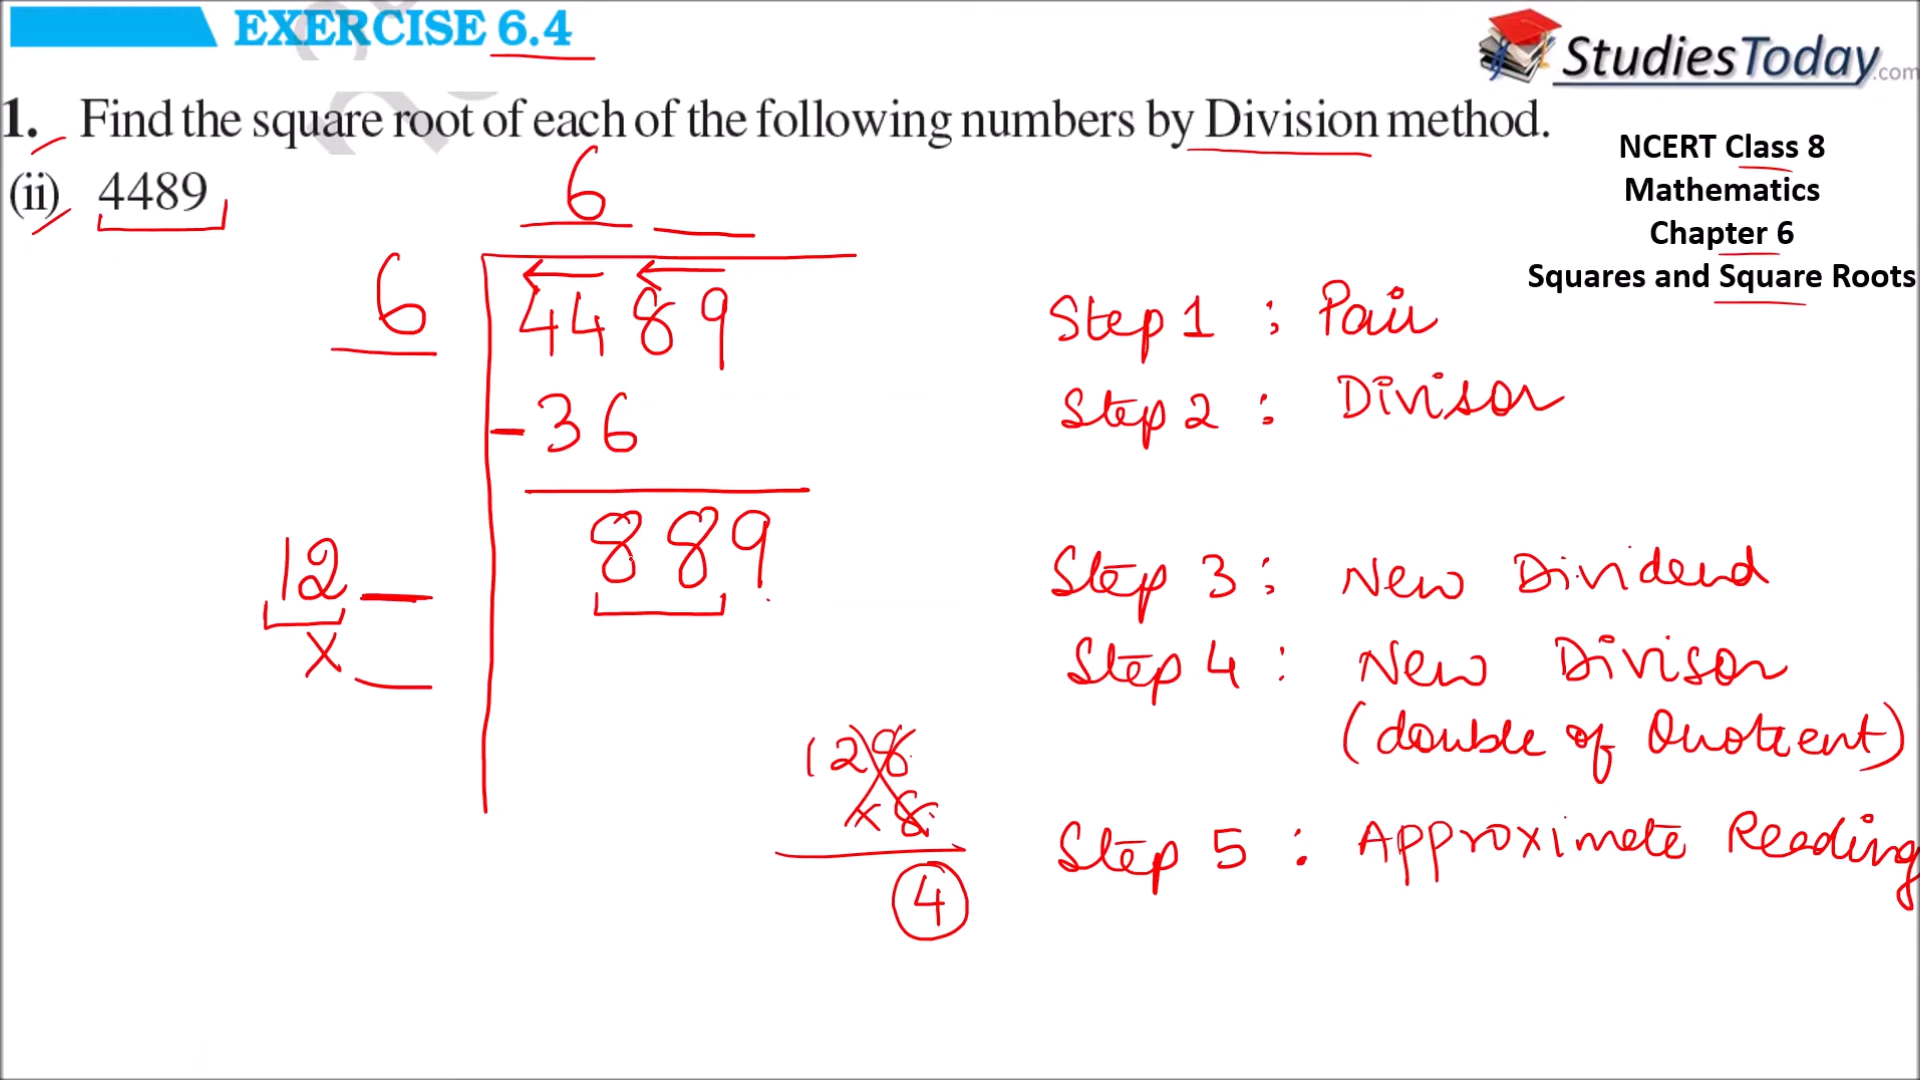 EXERCISE 6.4
StudiesToday.com
1. Find the square root of each of the following numbers by Division method.
NCERT Class 8
Mathematics
Chapter 6
Squares and Square Roots
(ii) 4489
6
6
4489
Step 1 : Pair
- 36
Step 2 : Divisor
12
889
Step 3 : New Dividend
x
Step 4 : New Divisor
(double of Quotient)
128
x 8
4
Step 5 : Approximate Reading